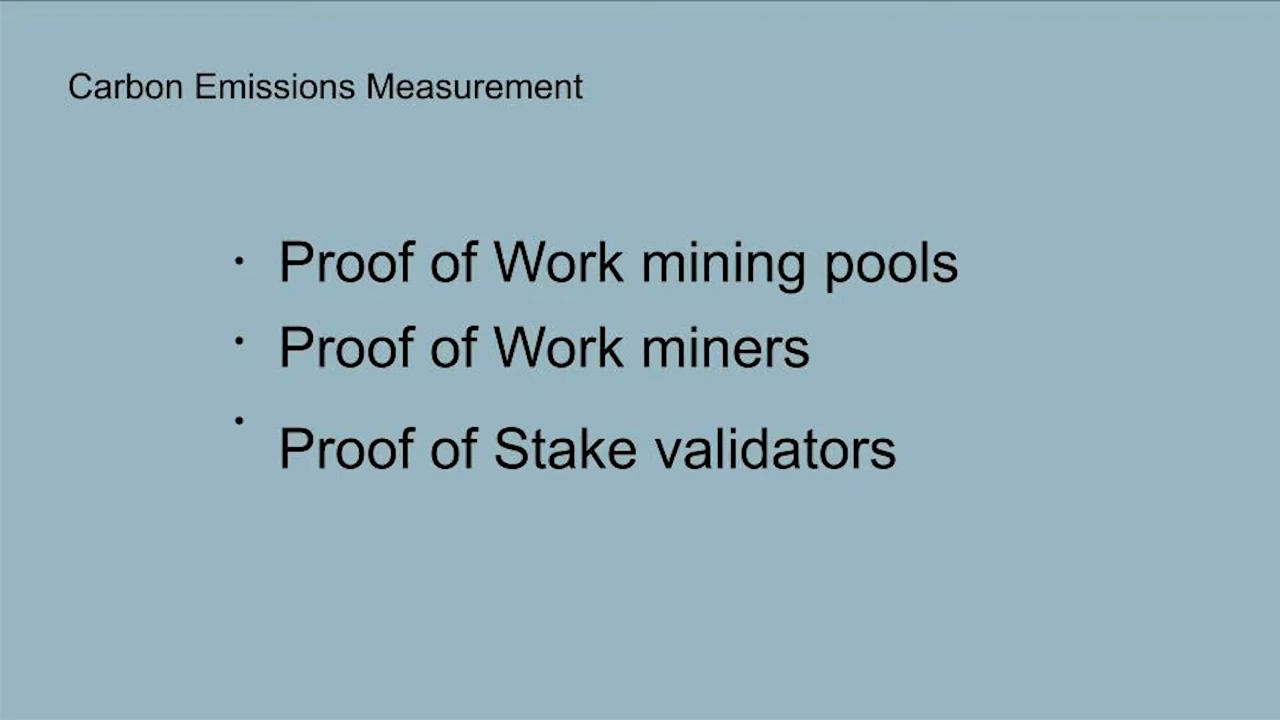 Carbon Emissions Measurement
· Proof of Work mining pools
· Proof of Work miners
· Proof of Stake validators